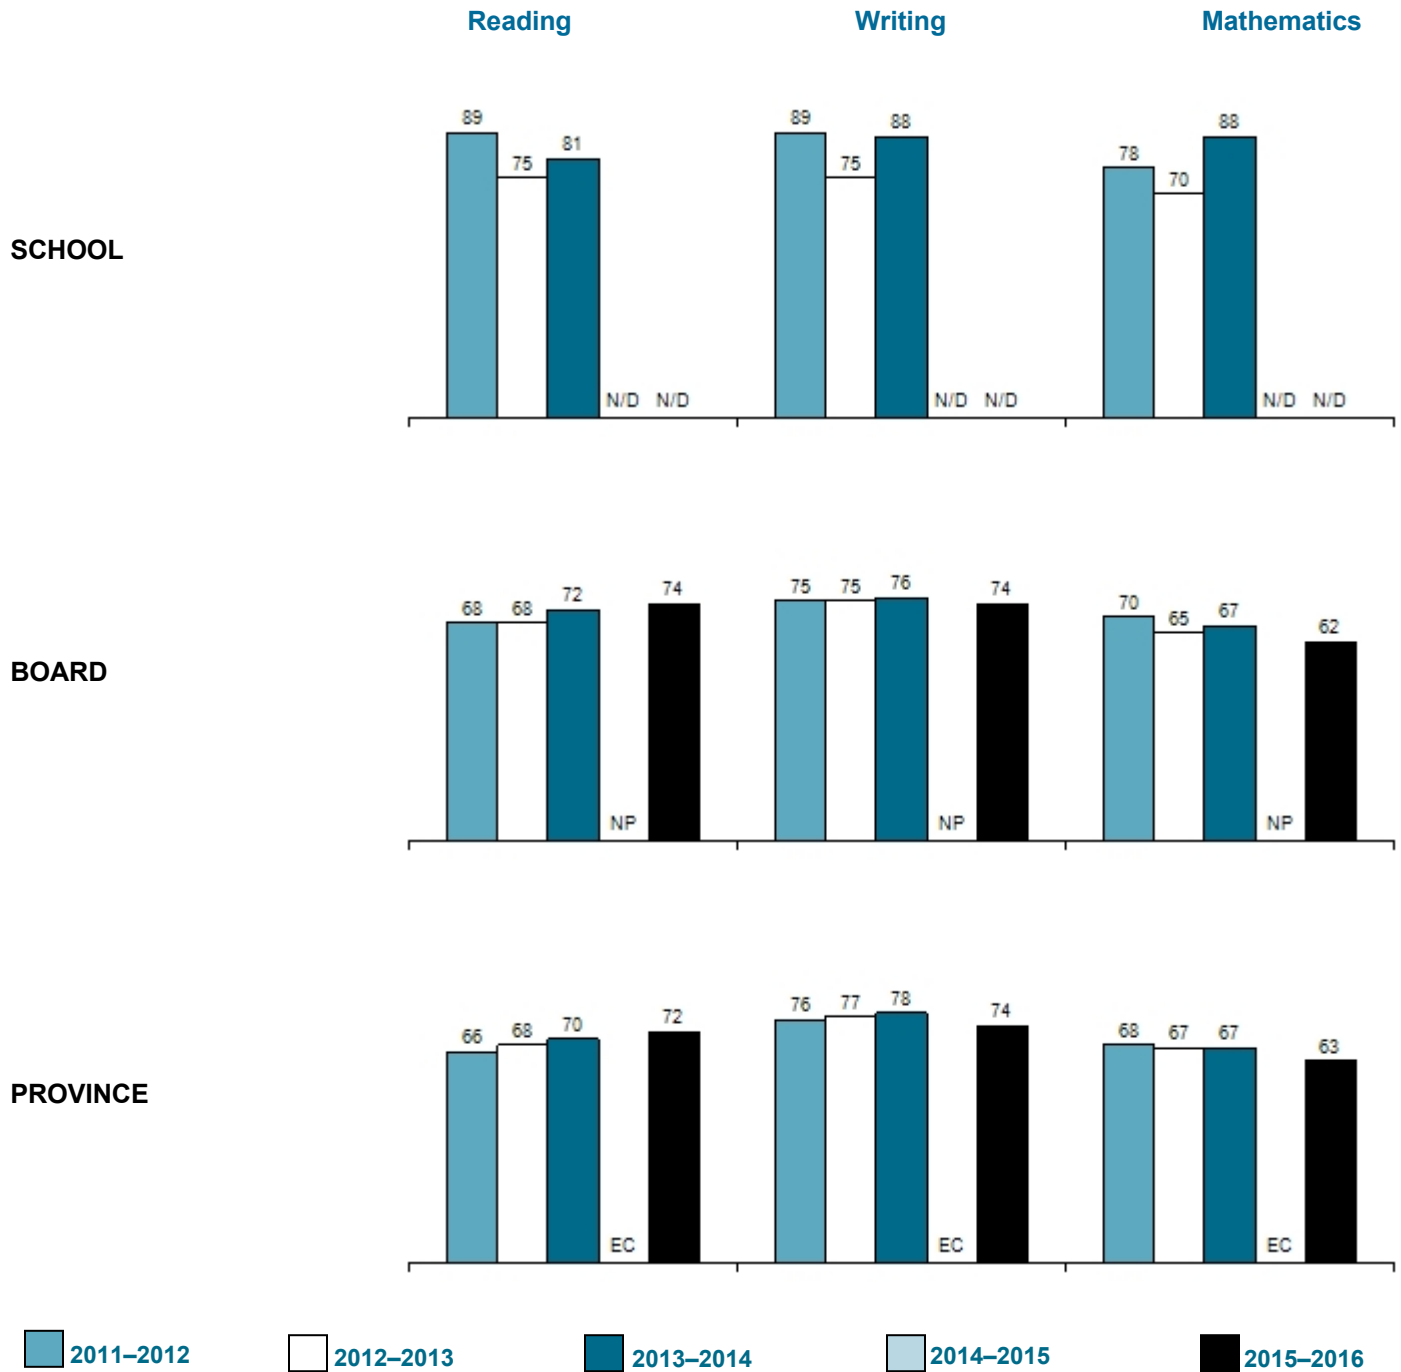 Reading Writing Mathematics
SCHOOL
89 75 81 N/D N/D
89 75 88 N/D N/D
78 70 88 N/D N/D
BOARD
68 68 72 NP 74
75 75 76 NP 74
70 65 67 NP 62
PROVINCE
66 68 70 EC 72
76 77 78 EC 74
68 67 67 EC 63
2011–2012 2012–2013 2013–2014 2014–2015 2015–2016